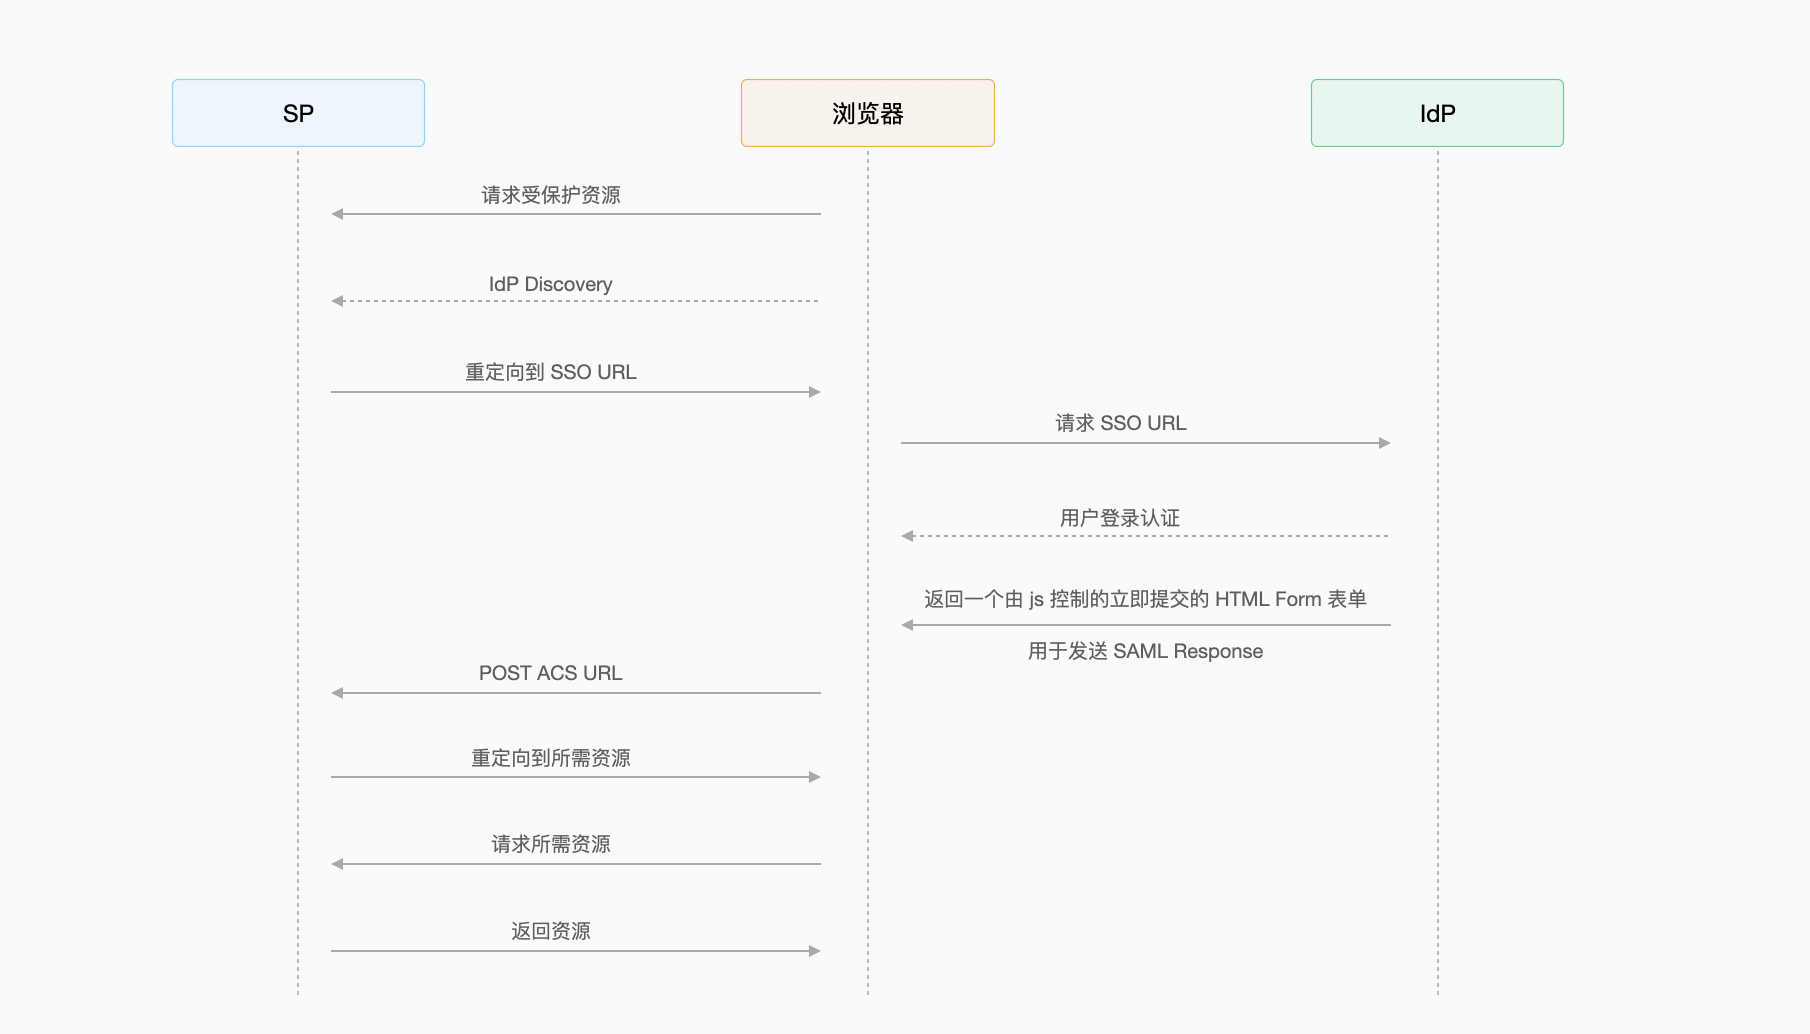 SP
浏览器
IdP
请求受保护资源
IdP Discovery
重定向到 SSO URL
请求 SSO URL
用户登录认证
返回一个由 js 控制的立即提交的 HTML Form 表单
用于发送 SAML Response
POST ACS URL
重定向到所需资源
请求所需资源
返回资源